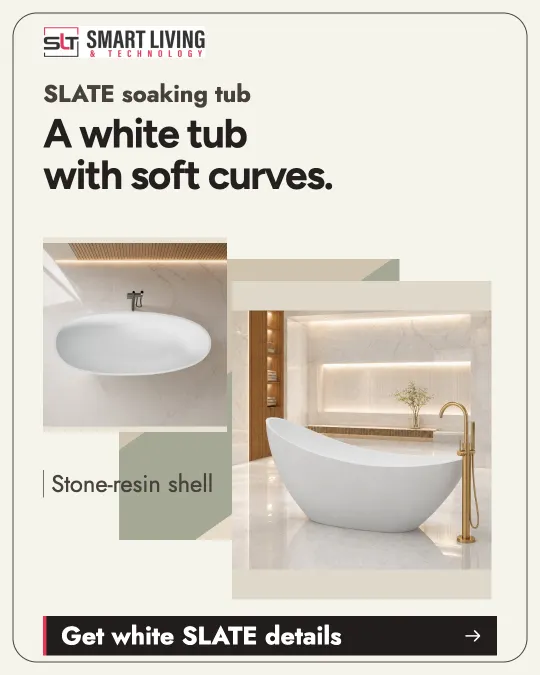 SLT SMART LIVING
& TECHNOLOGY
SLATE soaking tub
A white tub
with soft curves.
Stone-resin shell
Get white SLATE details →